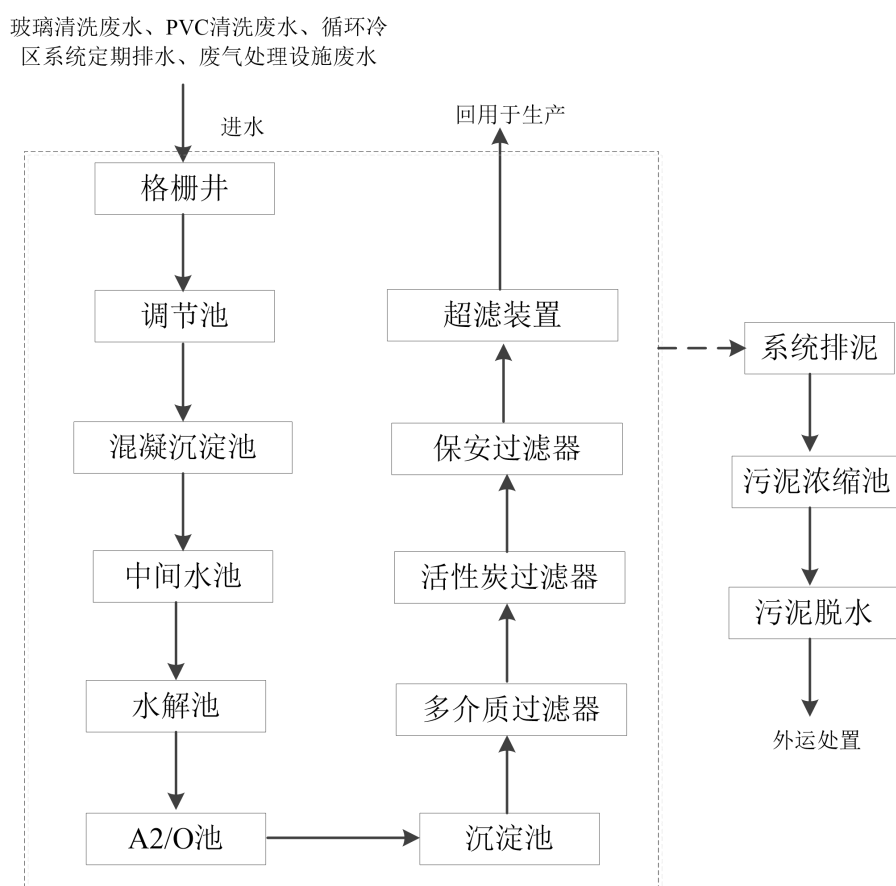 玻璃清洗废水、PVC清洗废水、循环冷
区系统定期排水、废气处理设施废水
进水
格栅井
调节池
混凝沉淀池
中间水池
水解池
A2/O池
沉淀池
多介质过滤器
活性炭过滤器
保安过滤器
超滤装置
回用于生产
系统排泥
污泥浓缩池
污泥脱水
外运处置